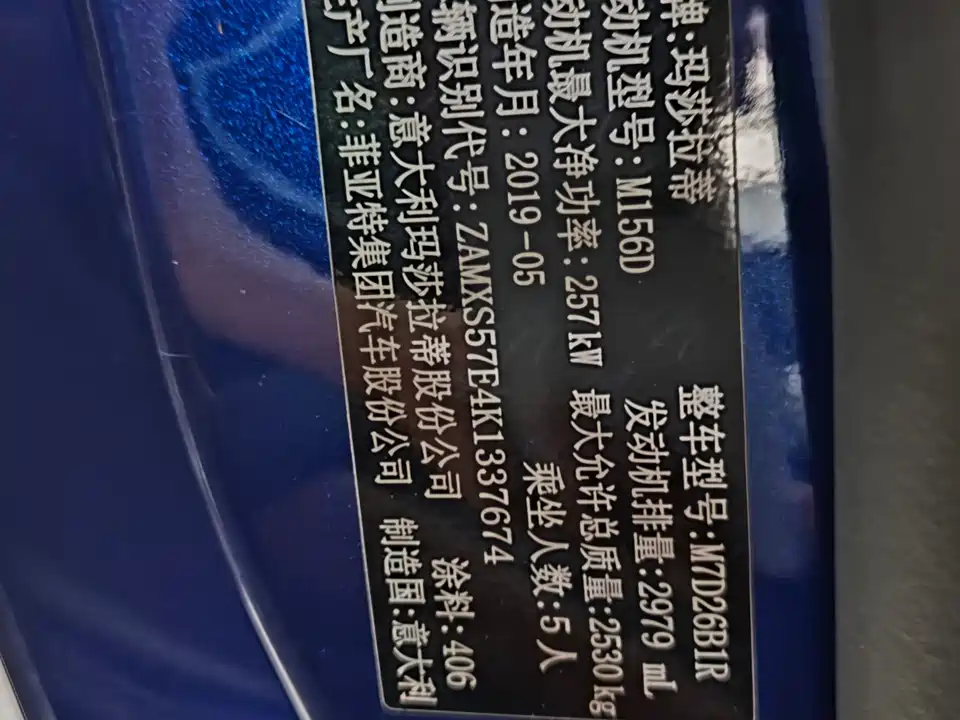 牌:玛莎拉蒂 整车型号:M7D26B1R
动机型号:M156D 发动机排量:2979 mL
动机最大净功率:257kW 最大允许总质量:2530kg
造年月:2019-05 乘坐人数:5人
辆识别代号:ZAMXS57E4K1337674
制造商:意大利玛莎拉蒂股份公司 涂料:406
生产厂名:菲亚特集团汽车股份公司 制造国:意大利